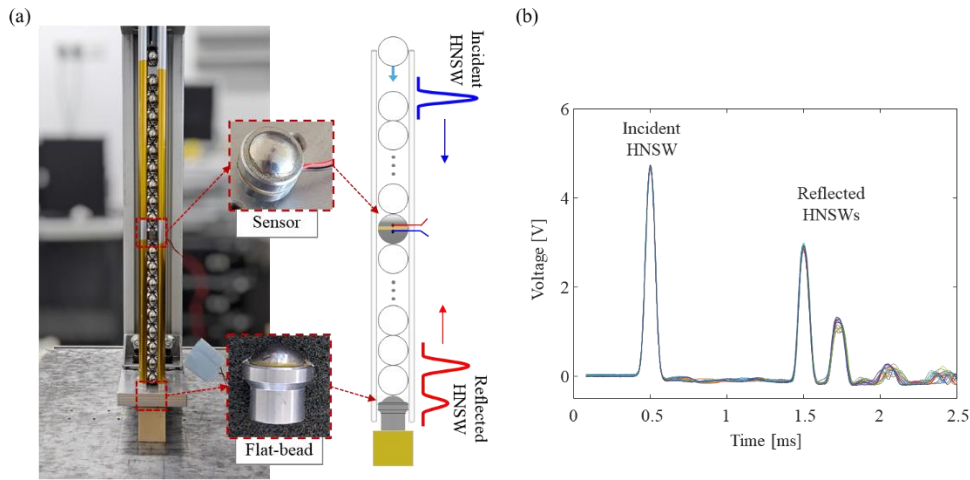 (a)
Sensor
Flat-bead
Incident
HNSW
Reflected
HNSW
(b)
6
4
2
0
Voltage [V]
Incident
HNSW
Reflected
HNSWs
0
0.5
1
1.5
2
2.5
Time [ms]